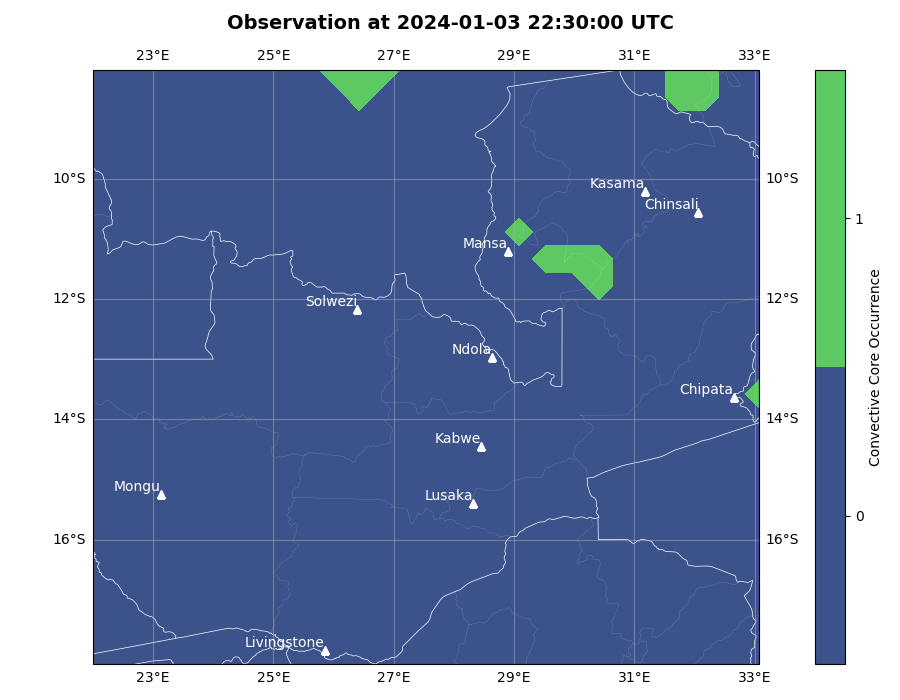 Observation at 2024-01-03 22:30:00 UTC
23°E 25°E 27°E 29°E 31°E 33°E
10°S 10°S
Kasama
Chinsali
Mansa
12°S 12°S
Solwezi
Ndola
Chipata
14°S 14°S
Kabwe
Mongu
Lusaka
16°S 16°S
Livingstone
23°E 25°E 27°E 29°E 31°E 33°E
1
0
Convective Core Occurrence